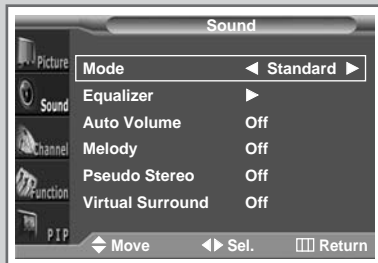 Sound
Picture
Sound
Channel
Function
PIP
Mode ◀ Standard ▶
Equalizer ▶
Auto Volume Off
Melody Off
Pseudo Stereo Off
Virtual Surround Off
Move Sel. Return